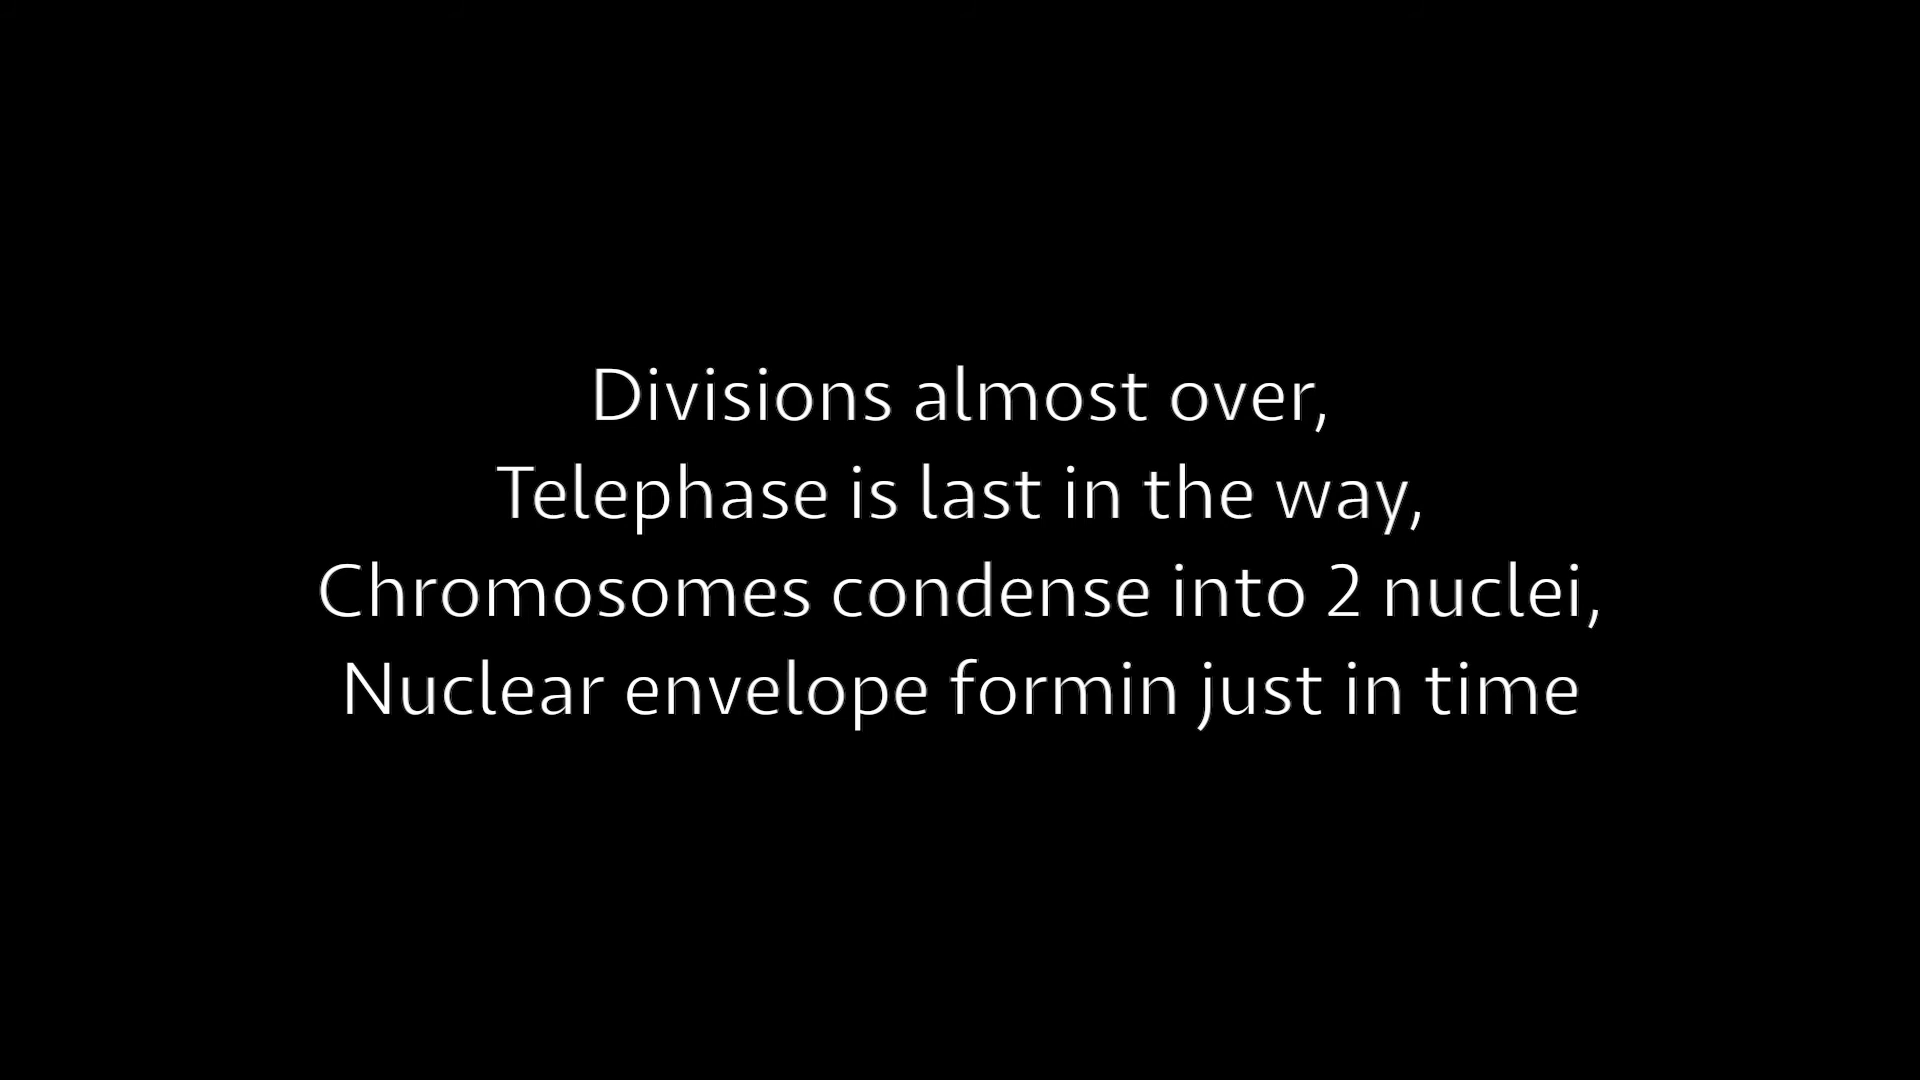 Divisions almost over,
Telephase is last in the way,
Chromosomes condense into 2 nuclei,
Nuclear envelope formin just in time